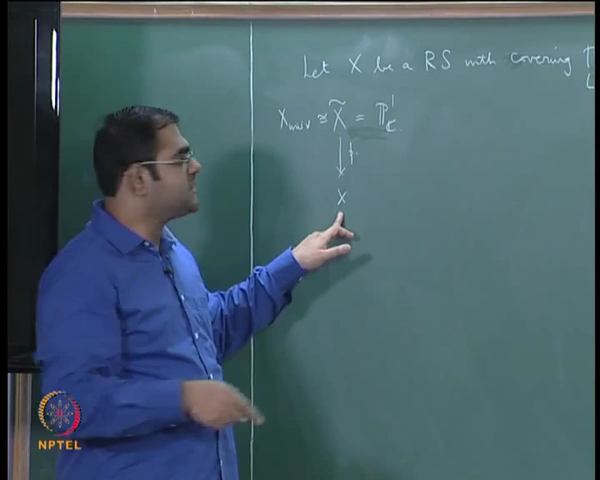 Let X be a RS with covering
X_univ ≅ X̃ = ℙ¹_ℂ.
↓ f.
X
NPTEL